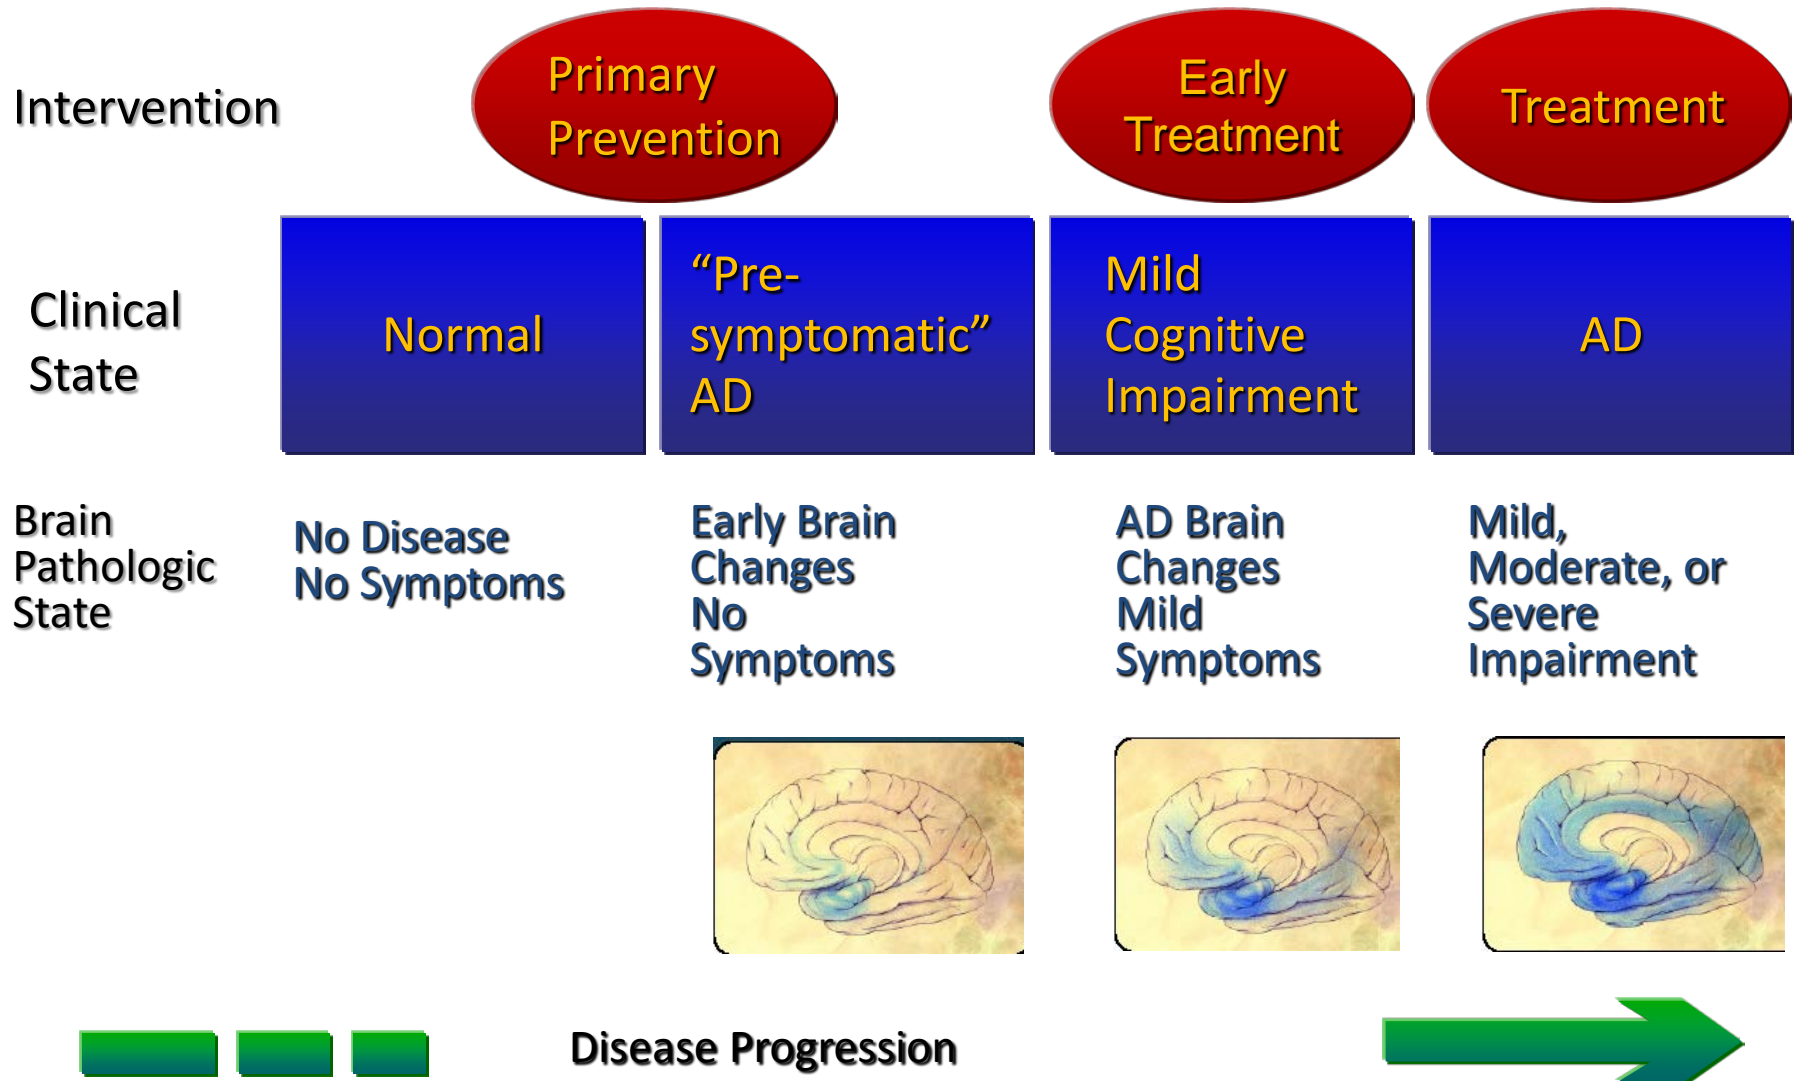 Intervention
Primary
Prevention
Early
Treatment
Treatment
Clinical
State
Normal
“Pre-
symptomatic”
AD
Mild
Cognitive
Impairment
AD
Brain
Pathologic
State
No Disease
No Symptoms
Early Brain
Changes
No
Symptoms
AD Brain
Changes
Mild
Symptoms
Mild,
Moderate, or
Severe
Impairment
Disease Progression